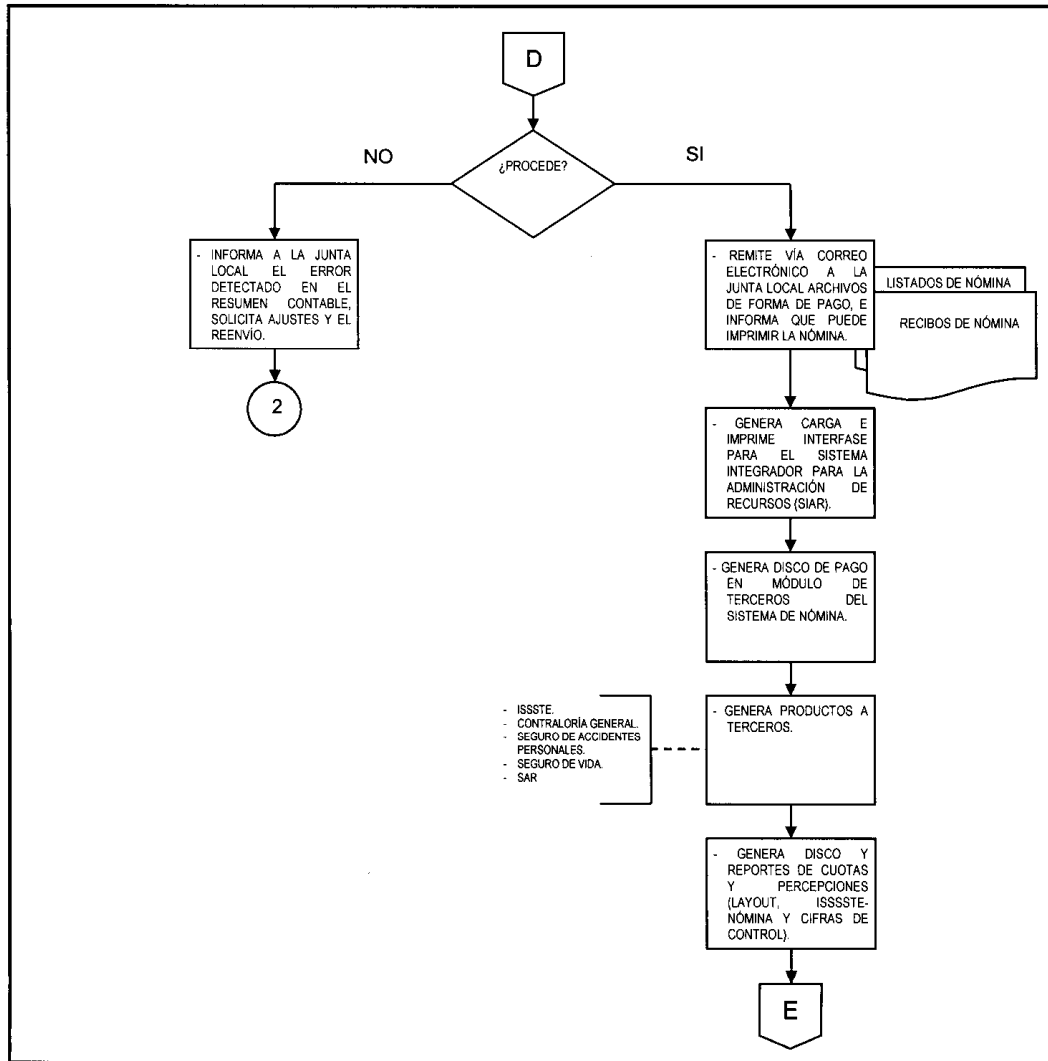 D
¿PROCEDE?
NO
SI
- INFORMA A LA JUNTA
LOCAL EL ERROR
DETECTADO EN EL
RESUMEN CONTABLE,
SOLICITA AJUSTES Y EL
REENVÍO.
2
- REMITE VÍA CORREO
ELECTRÓNICO A LA
JUNTA LOCAL ARCHIVOS
DE FORMA DE PAGO, E
INFORMA QUE PUEDE
IMPRIMIR LA NÓMINA.
LISTADOS DE NÓMINA
RECIBOS DE NÓMINA
- GENERA CARGA E
IMPRIME INTERFASE
PARA EL SISTEMA
INTEGRADOR PARA LA
ADMINISTRACIÓN DE
RECURSOS (SIAR).
- GENERA DISCO DE PAGO
EN MÓDULO DE
TERCEROS DEL
SISTEMA DE NÓMINA.
- ISSSTE.
- CONTRALORÍA GENERAL.
- SEGURO DE ACCIDENTES
PERSONALES.
- SEGURO DE VIDA.
- SAR
- GENERA PRODUCTOS A
TERCEROS.
- GENERA DISCO Y
REPORTES DE CUOTAS
Y PERCEPCIONES
(LAYOUT, ISSSSTE-
NÓMINA Y CIFRAS DE
CONTROL).
E